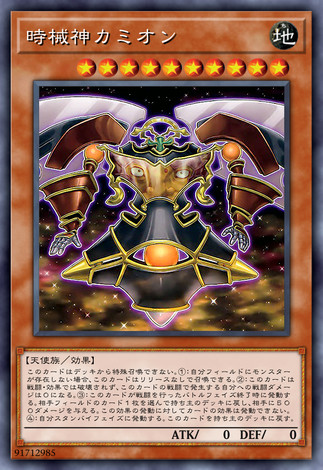 時械神カミオン
地
【天使族/効果】
このカードはデッキから特殊召喚できない。①:自分フィールドにモンスター
が存在しない場合、このカードはリリースなしで召喚できる。②:このカードは
戦闘・効果では破壊されず、このカードの戦闘で発生する自分への戦闘ダメー
ジは0になる。③:このカードが戦闘を行ったバトルフェイズ終了時に発動す
る。相手フィールドのカード1枚を選んで持ち主のデッキに戻し、相手に500
ダメージを与える。この効果の発動に対してカードの効果は発動できない。
④:自分スタンバイフェイズに発動する。このカードを持ち主のデッキに戻す。
ATK/ 0 DEF/ 0
91712985